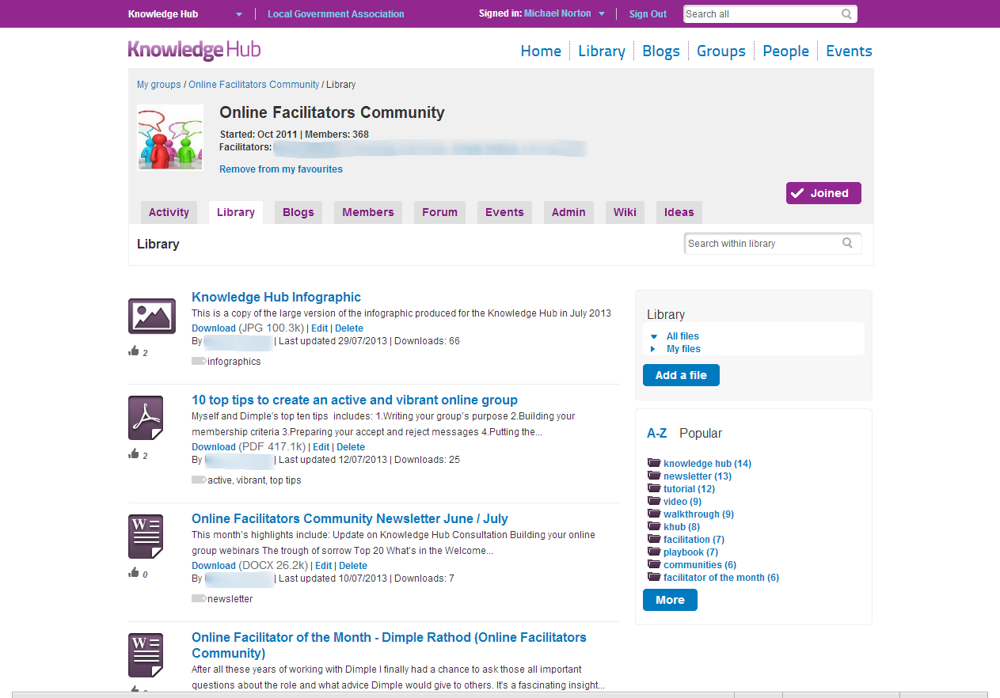 Knowledge Hub
Local Government Association
Signed in: Michael Norton
Sign Out
Search all
Knowledge Hub
Home
Library
Blogs
Groups
People
Events
My groups / Online Facilitators Community / Library
Online Facilitators Community
Started: Oct 2011 | Members: 368
Facilitators:
Remove from my favourites
Joined
Activity
Library
Blogs
Members
Forum
Events
Admin
Wiki
Ideas
Library
Search within library
Knowledge Hub Infographic
This is a copy of the large version of the infographic produced for the Knowledge Hub in July 2013
Download (JPG 100.3k) | Edit | Delete
By | Last updated 29/07/2013 | Downloads: 66
2
infographics
10 top tips to create an active and vibrant online group
Myself and Dimple's top ten tips  includes: 1.Writing your group's purpose 2.Building your
membership criteria 3.Preparing your accept and reject messages 4.Putting the...
Download (PDF 417.1k) | Edit | Delete
By | Last updated 12/07/2013 | Downloads: 25
2
active, vibrant, top tips
W
Online Facilitators Community Newsletter June / July
This month's highlights include: Update on Knowledge Hub Consultation Building your online
group webinars The trough of sorrow Top 20 What's in the Welcome...
Download (DOCX 26.2k) | Edit | Delete
By | Last updated 10/07/2013 | Downloads: 7
0
newsletter
W
Online Facilitator of the Month - Dimple Rathod (Online Facilitators
Community)
After all these years of working with Dimple I finally had a chance to ask those all important
questions about the role and what advice Dimple would give to others. It's a fascinating insight...
Library
All files
My files
Add a file
A-Z Popular
knowledge hub (14)
newsletter (13)
tutorial (12)
video (9)
walkthrough (9)
khub (8)
facilitation (7)
playbook (7)
communities (6)
facilitator of the month (6)
More